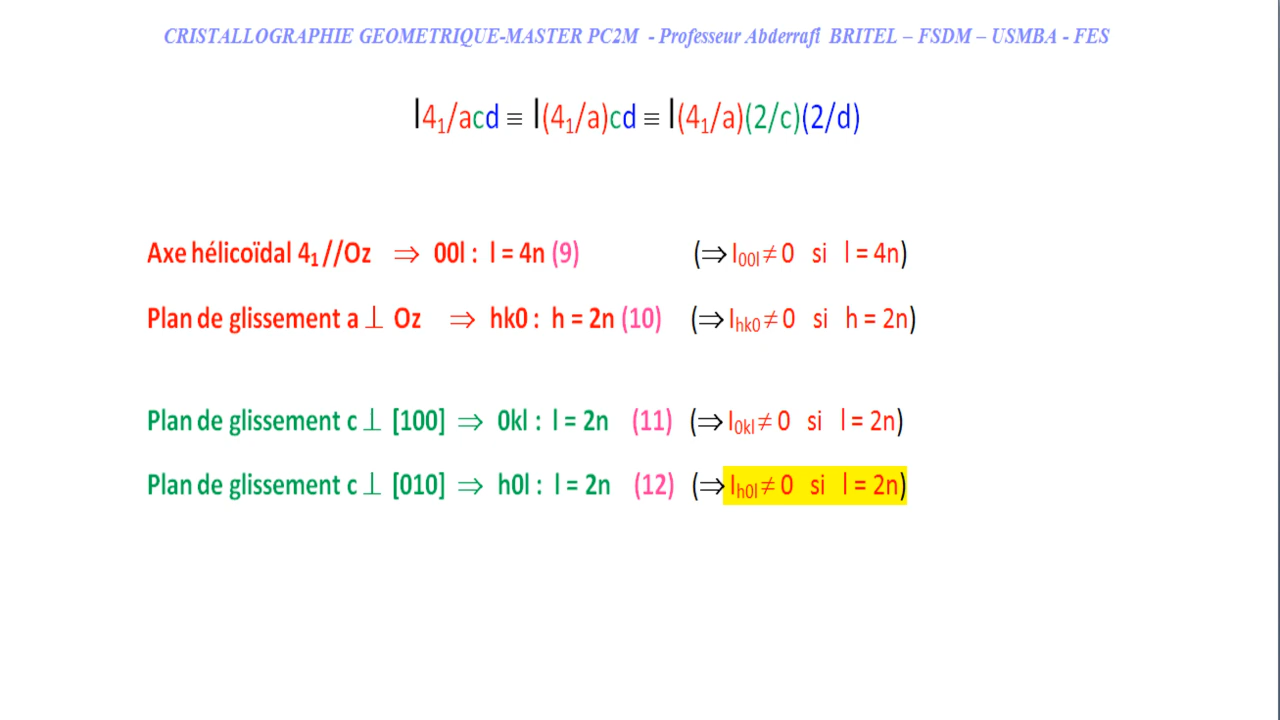 CRISTALLOGRAPHIE GEOMETRIQUE-MASTER PC2M - Professeur Abderrafi BRITEL – FSDM – USMBA - FES
I4₁/acd ≡ I(4₁/a)cd ≡ I(4₁/a)(2/c)(2/d)
Axe hélicoïdal 4₁//Oz ⇒ 00l : l = 4n (9) (⇒ I₀₀ₗ ≠ 0 si l = 4n)
Plan de glissement a ⊥ Oz ⇒ hk0 : h = 2n (10) (⇒ Iₕₖ₀ ≠ 0 si h = 2n)
Plan de glissement c ⊥ [100] ⇒ 0kl : l = 2n (11) (⇒ I₀ₖₗ ≠ 0 si l = 2n)
Plan de glissement c ⊥ [010] ⇒ h0l : l = 2n (12) (⇒ Iₕ₀ₗ ≠ 0 si l = 2n)